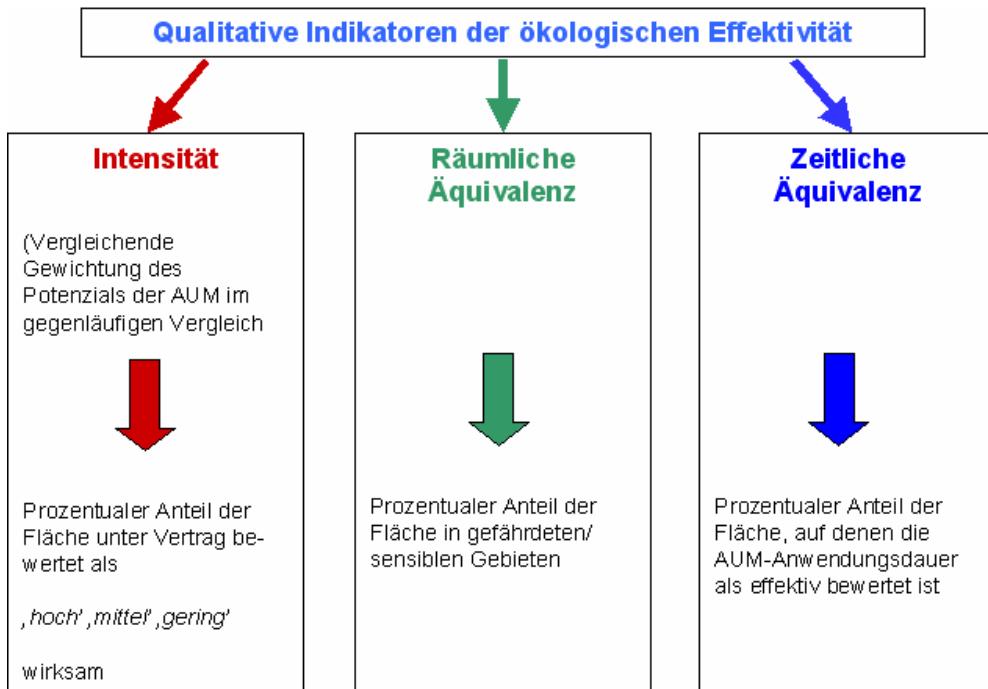 Qualitative Indikatoren der ökologischen Effektivität
Intensität
(Vergleichende
Gewichtung des
Potenzials der AUM im
gegenläufigen Vergleich
Prozentualer Anteil der
Fläche unter Vertrag be-
wertet als
‚hoch' ‚mittel' ‚gering'
wirksam
Räumliche
Äquivalenz
Prozentualer Anteil der
Fläche in gefährdeten/
sensiblen Gebieten
Zeitliche
Äquivalenz
Prozentualer Anteil der
Fläche, auf denen die
AUM-Anwendungsdauer
als effektiv bewertet ist